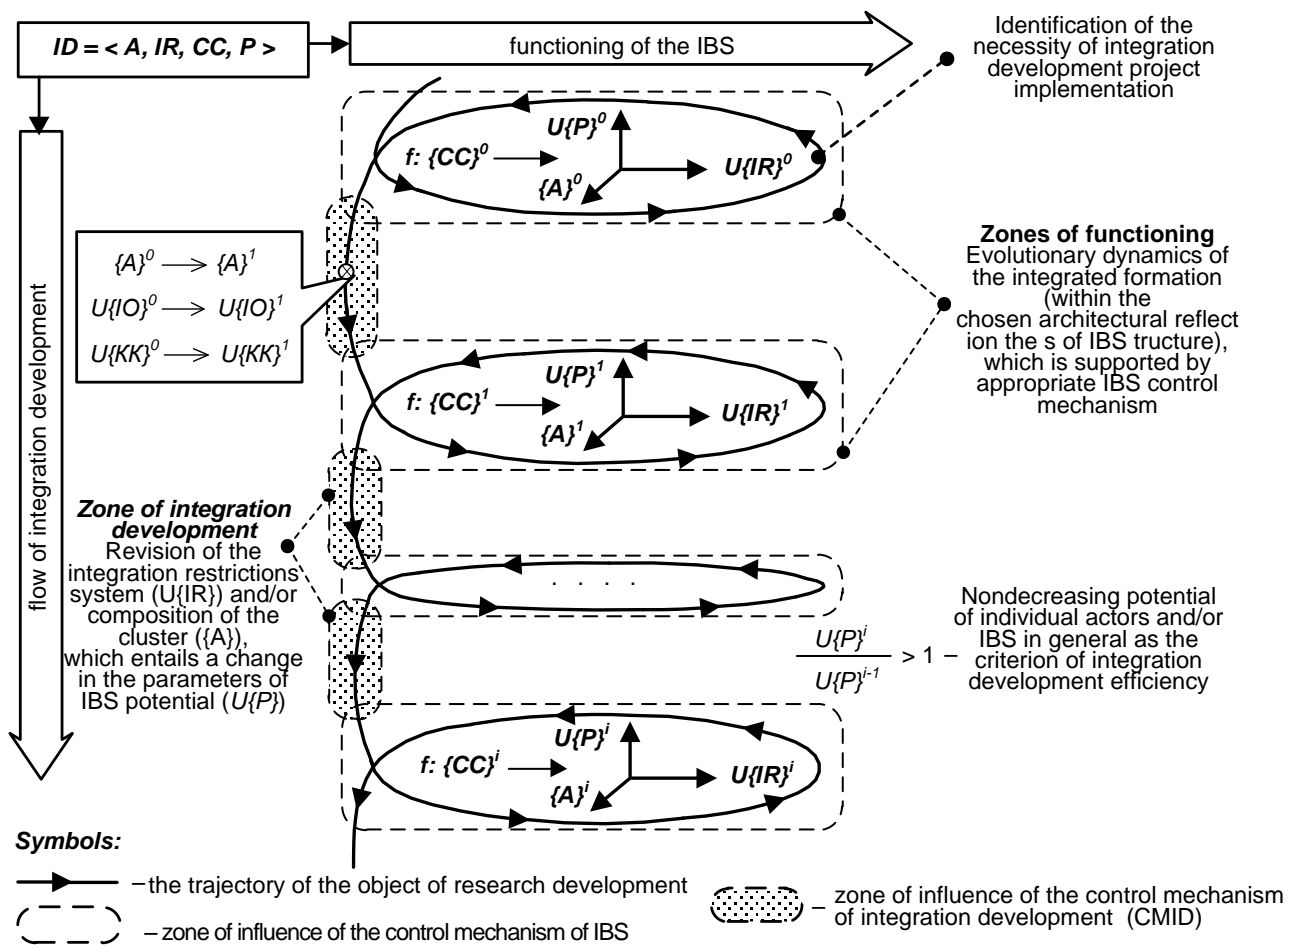 ID = < A, IR, CC, P >
functioning of the IBS
Identification of the
necessity of integration
development project
implementation
U{P}⁰
f: {CC}⁰
U{IR}⁰
{A}⁰
{A}⁰ → {A}¹
U{IO}⁰ → U{IO}¹
U{KK}⁰ → U{KK}¹
Zones of functioning
Evolutionary dynamics of
the integrated formation
(within the
chosen architectural reflect
ion the s of IBS tructure),
which is supported by
appropriate IBS control
mechanism
flow of integration development
U{P}¹
f: {CC}¹
U{IR}¹
{A}¹
Zone of integration
development
Revision of the
integration restrictions
system (U{IR}) and/or
composition of the
cluster ({A}),
which entails a change
in the parameters of
IBS potential (U{P})
. . . .
U{P}ⁱ
U{P}ⁱ⁻¹
> 1 –
Nondecreasing potential
of individual actors and/or
IBS in general as the
criterion of integration
development efficiency
U{P}ⁱ
f: {CC}ⁱ
U{IR}ⁱ
{A}ⁱ
Symbols:
– the trajectory of the object of research development
– zone of influence of the control mechanism of IBS
– zone of influence of the control mechanism
of integration development (CMID)